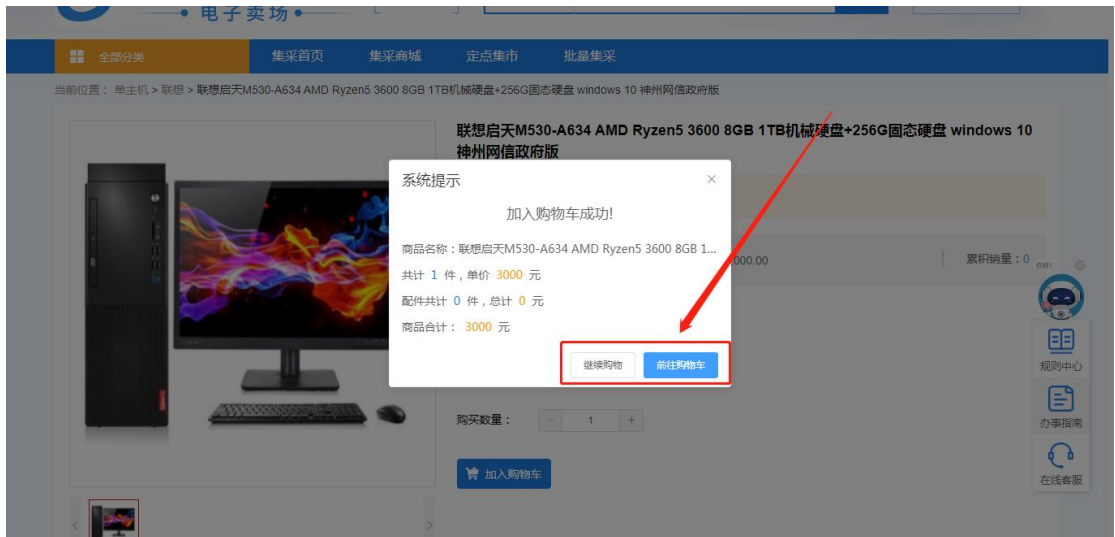 电子卖场
全部分类
集采首页
集采商城
定点集市
批量集采
当前位置： 单主机 > 联想 > 联想启天M530-A634 AMD Ryzen5 3600 8GB 1TB机械硬盘+256G固态硬盘 windows 10 神州网信政府版
联想启天M530-A634 AMD Ryzen5 3600 8GB 1TB机械硬盘+256G固态硬盘 windows 10
神州网信政府版
系统提示
×
加入购物车成功!
商品名称：联想启天M530-A634 AMD Ryzen5 3600 8GB 1...
共计 1 件，单价 3000 元
配件共计 0 件，总计 0 元
商品合计： 3000 元
继续购物
前往购物车
000.00
累积销量：0
规则中心
办事指南
在线客服
购买数量：
- 1 +
加入购物车